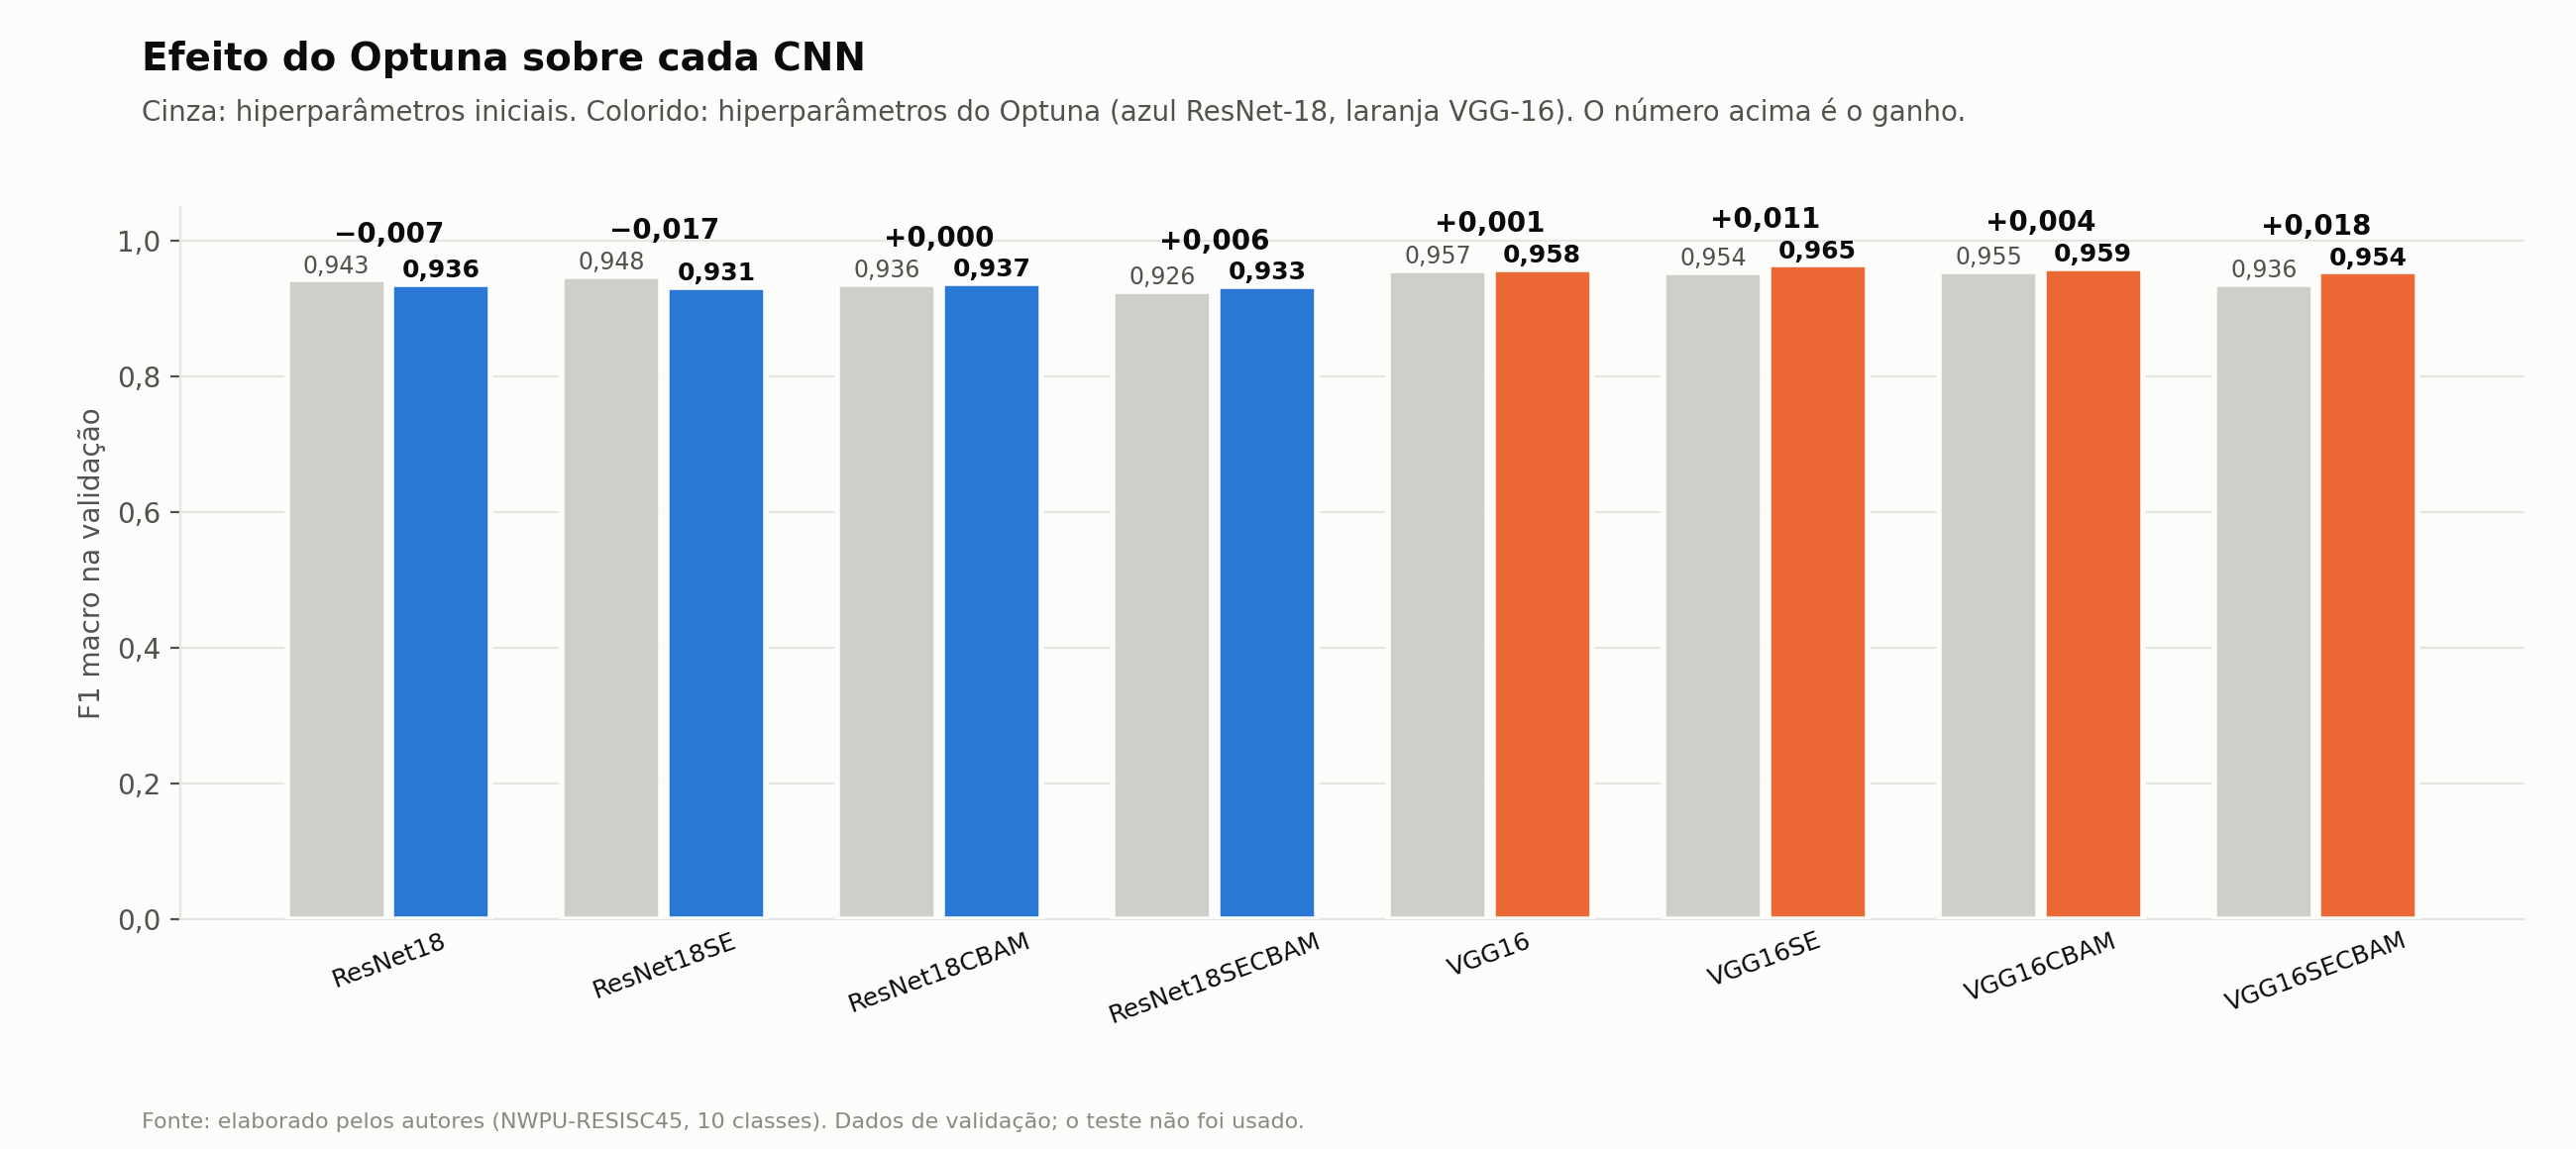 Efeito do Optuna sobre cada CNN
Cinza: hiperparâmetros iniciais. Colorido: hiperparâmetros do Optuna (azul ResNet-18, laranja VGG-16). O número acima é o ganho.
−0,007 −0,017 +0,000 +0,006 +0,001 +0,011 +0,004 +0,018
0,943 0,936 0,948 0,931 0,936 0,937 0,926 0,933 0,957 0,958 0,954 0,965 0,955 0,959 0,936 0,954
F1 macro na validação
1,0
0,8
0,6
0,4
0,2
0,0
ResNet18 ResNet18SE ResNet18CBAM ResNet18SECBAM VGG16 VGG16SE VGG16CBAM VGG16SECBAM
Fonte: elaborado pelos autores (NWPU-RESISC45, 10 classes). Dados de validação; o teste não foi usado.